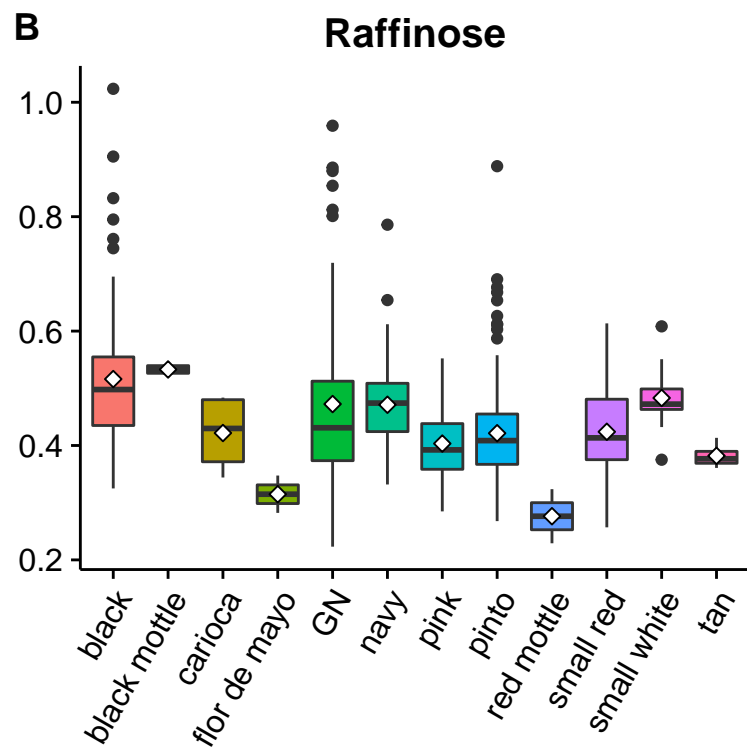 B
Raffinose
1.0
0.8
0.6
0.4
0.2
black
black mottle
carioca
flor de mayo
GN
navy
pink
pinto
red mottle
small red
small white
tan